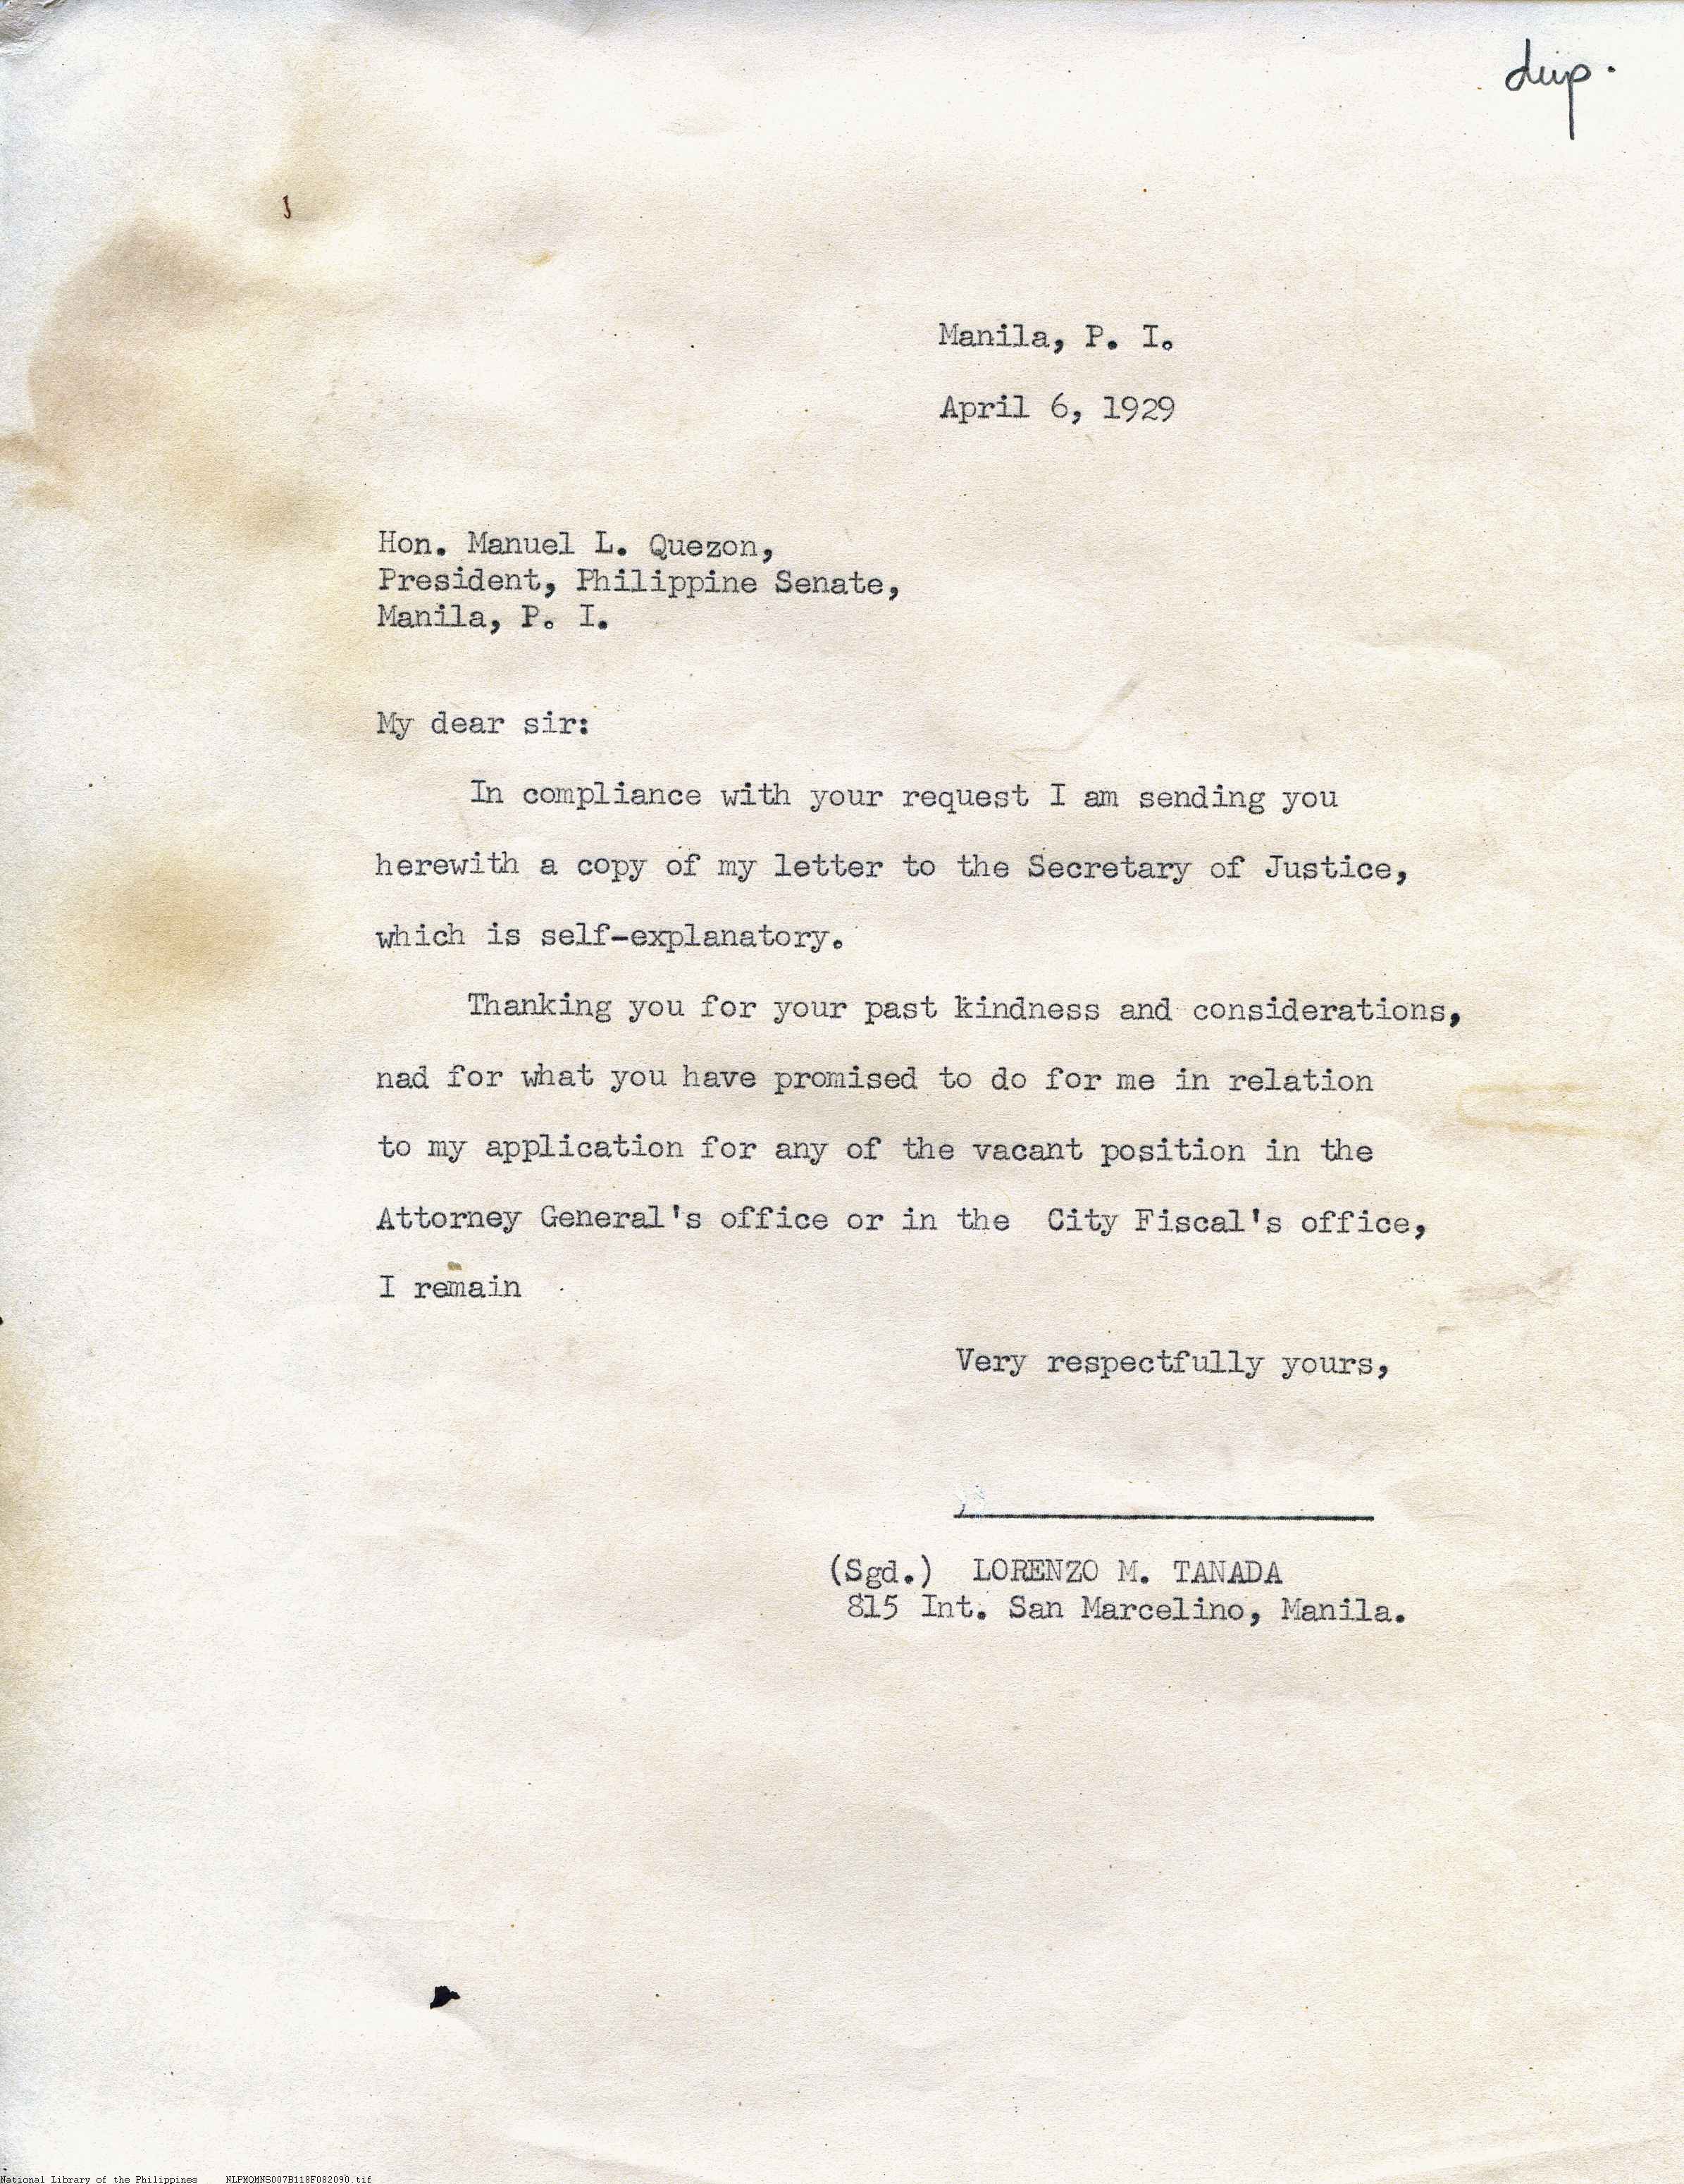 dup.
Manila, P. I.
April 6, 1929
Hon. Manuel L. Quezon,
President, Philippine Senate,
Manila, P. I.
My dear sir:
In compliance with your request I am sending you
herewith a copy of my letter to the Secretary of Justice,
which is self-explanatory.
Thanking you for your past kindness and considerations,
nad for what you have promised to do for me in relation
to my application for any of the vacant position in the
Attorney General's office or in the City Fiscal's office,
I remain
Very respectfully yours,
(Sgd.) LORENZO M. TANADA
815 Int. San Marcelino, Manila.
National Library of the Philippines NLPMQMNS007B118F082090.tif